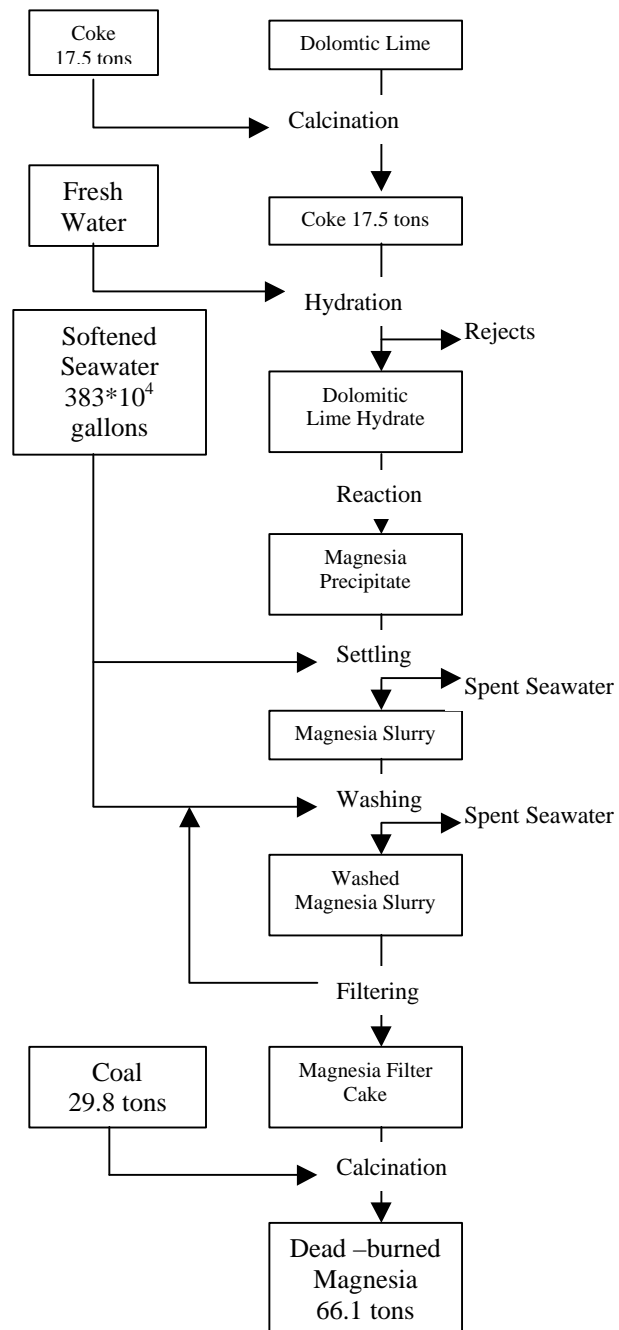 Coke
17.5 tons
Dolomtic Lime
Calcination
Fresh
Water
Coke 17.5 tons
Hydration
Rejects
Softened
Seawater
383*10⁴
gallons
Dolomitic
Lime Hydrate
Reaction
Magnesia
Precipitate
Settling
Spent Seawater
Magnesia Slurry
Washing
Spent Seawater
Washed
Magnesia Slurry
Filtering
Coal
29.8 tons
Magnesia Filter
Cake
Calcination
Dead –burned
Magnesia
66.1 tons